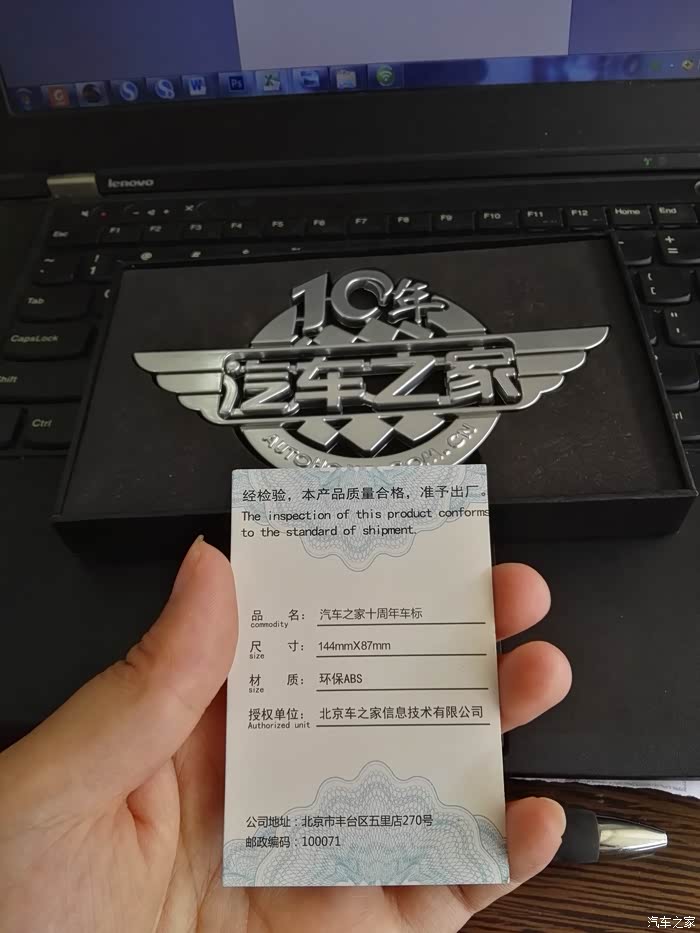 lenovo
Esc F1 F2 F3 F4 F5 F6 F7 F8 F9 F10 F11 F12 Home End
Tab
CapsLock
Shift
Ctrl
Ctrl
10年
汽车之家
经检验，本产品质量合格，准予出厂。
The inspection of this product conforms
to the standard of shipment.
品 名： 汽车之家十周年车标
commodity
尺 寸： 144mmX87mm
size
材 质： 环保ABS
size
授权单位： 北京车之家信息技术有限公司
Authorized unit
公司地址：北京市丰台区五里店270号
邮政编码：100071
汽车之家